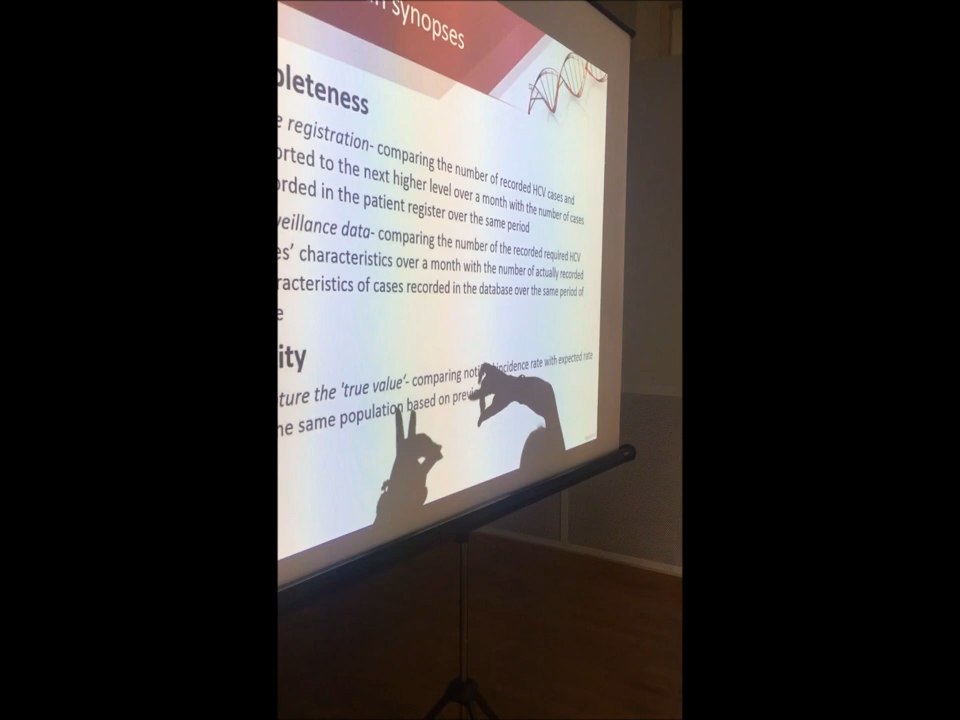 synopses
pleteness
e registration- comparing the number of recorded HCV cases and
orted to the next higher level over a month with the number of cases
orded in the patient register over the same period
veillance data- comparing the number of the recorded required HCV
es' characteristics over a month with the number of actually recorded
racteristics of cases recorded in the database over the same period of
e
ity
ture the 'true value'- comparing incidence rate with expected rate
he same population based on